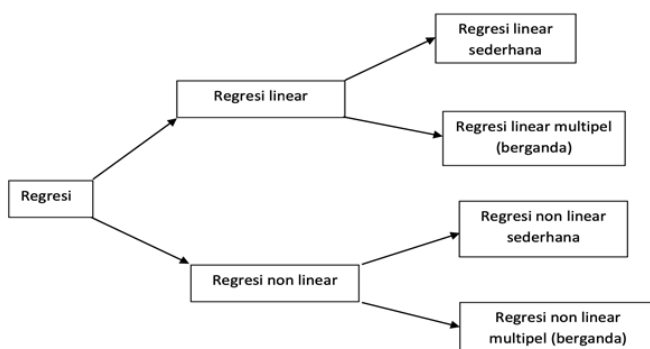 Regresi linear
sederhana
Regresi linear
Regresi linear multipel
(berganda)
Regresi
Regresi non linear
sederhana
Regresi non linear
Regresi non linear
multipel (berganda)